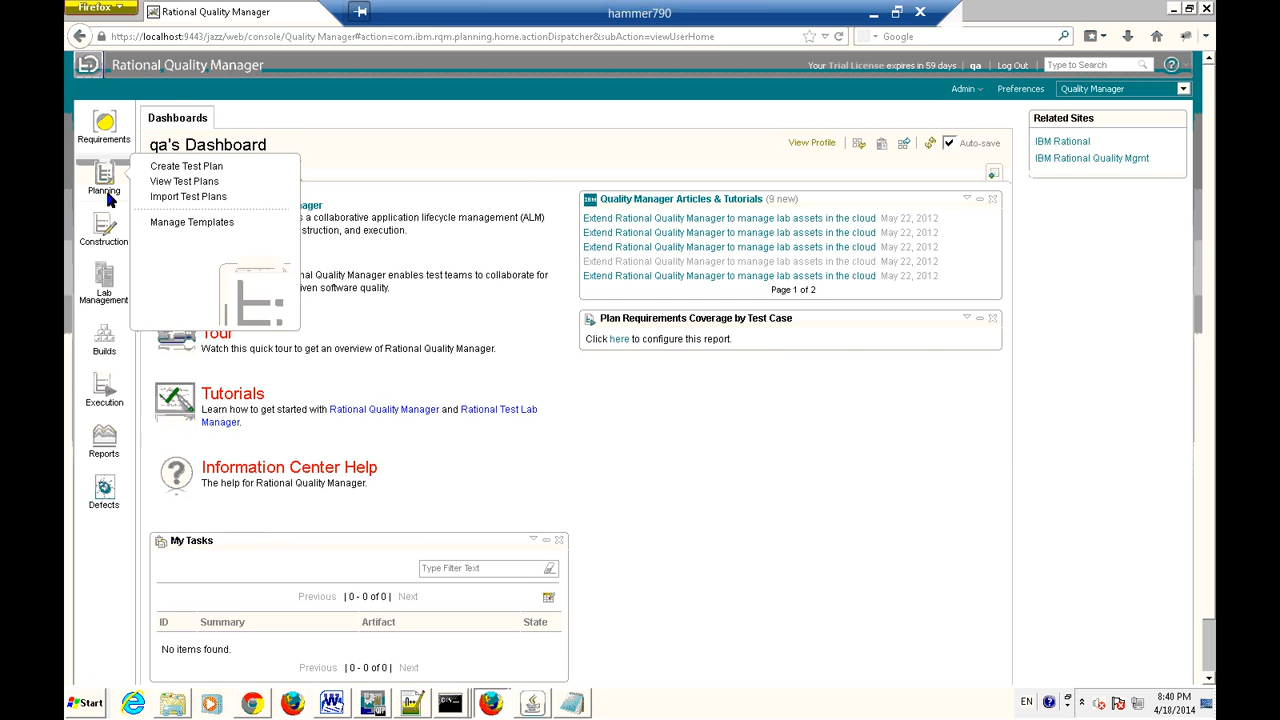 Firefox
Rational Quality Manager
hammer790
https://localhost:9443/jazz/web/console/Quality Manager#action=com.ibm.rqm.planning.home.actionDispatcher&subAction=viewUserHome
Google
Rational Quality Manager
Your Trial License expires in 59 days
qa
Log Out
Type to Search
Admin
Preferences
Quality Manager
Requirements
Planning
Construction
Lab
Management
Builds
Execution
Reports
Defects
Dashboards
qa's Dashboard
View Profile
Auto-save
Create Test Plan
View Test Plans
Import Test Plans
Manage Templates
a collaborative application lifecycle management (ALM)
and execution.
Quality Manager enables test teams to collaborate for
software quality.
Tour
Watch this quick tour to get an overview of Rational Quality Manager.
Tutorials
Learn how to get started with Rational Quality Manager and Rational Test Lab
Manager.
Information Center Help
The help for Rational Quality Manager.
My Tasks
Type Filter Text
Previous | 0 - 0 of 0 | Next
ID Summary Artifact State
No items found.
Previous | 0 - 0 of 0 | Next
IBM Quality Manager Articles & Tutorials (9 new)
Extend Rational Quality Manager to manage lab assets in the cloud May 22, 2012
Extend Rational Quality Manager to manage lab assets in the cloud May 22, 2012
Extend Rational Quality Manager to manage lab assets in the cloud May 22, 2012
Extend Rational Quality Manager to manage lab assets in the cloud May 22, 2012
Extend Rational Quality Manager to manage lab assets in the cloud May 22, 2012
Page 1 of 2
Plan Requirements Coverage by Test Case
Click here to configure this report.
Related Sites
IBM Rational
IBM Rational Quality Mgmt
Start
EN
8:40 PM
4/18/2014